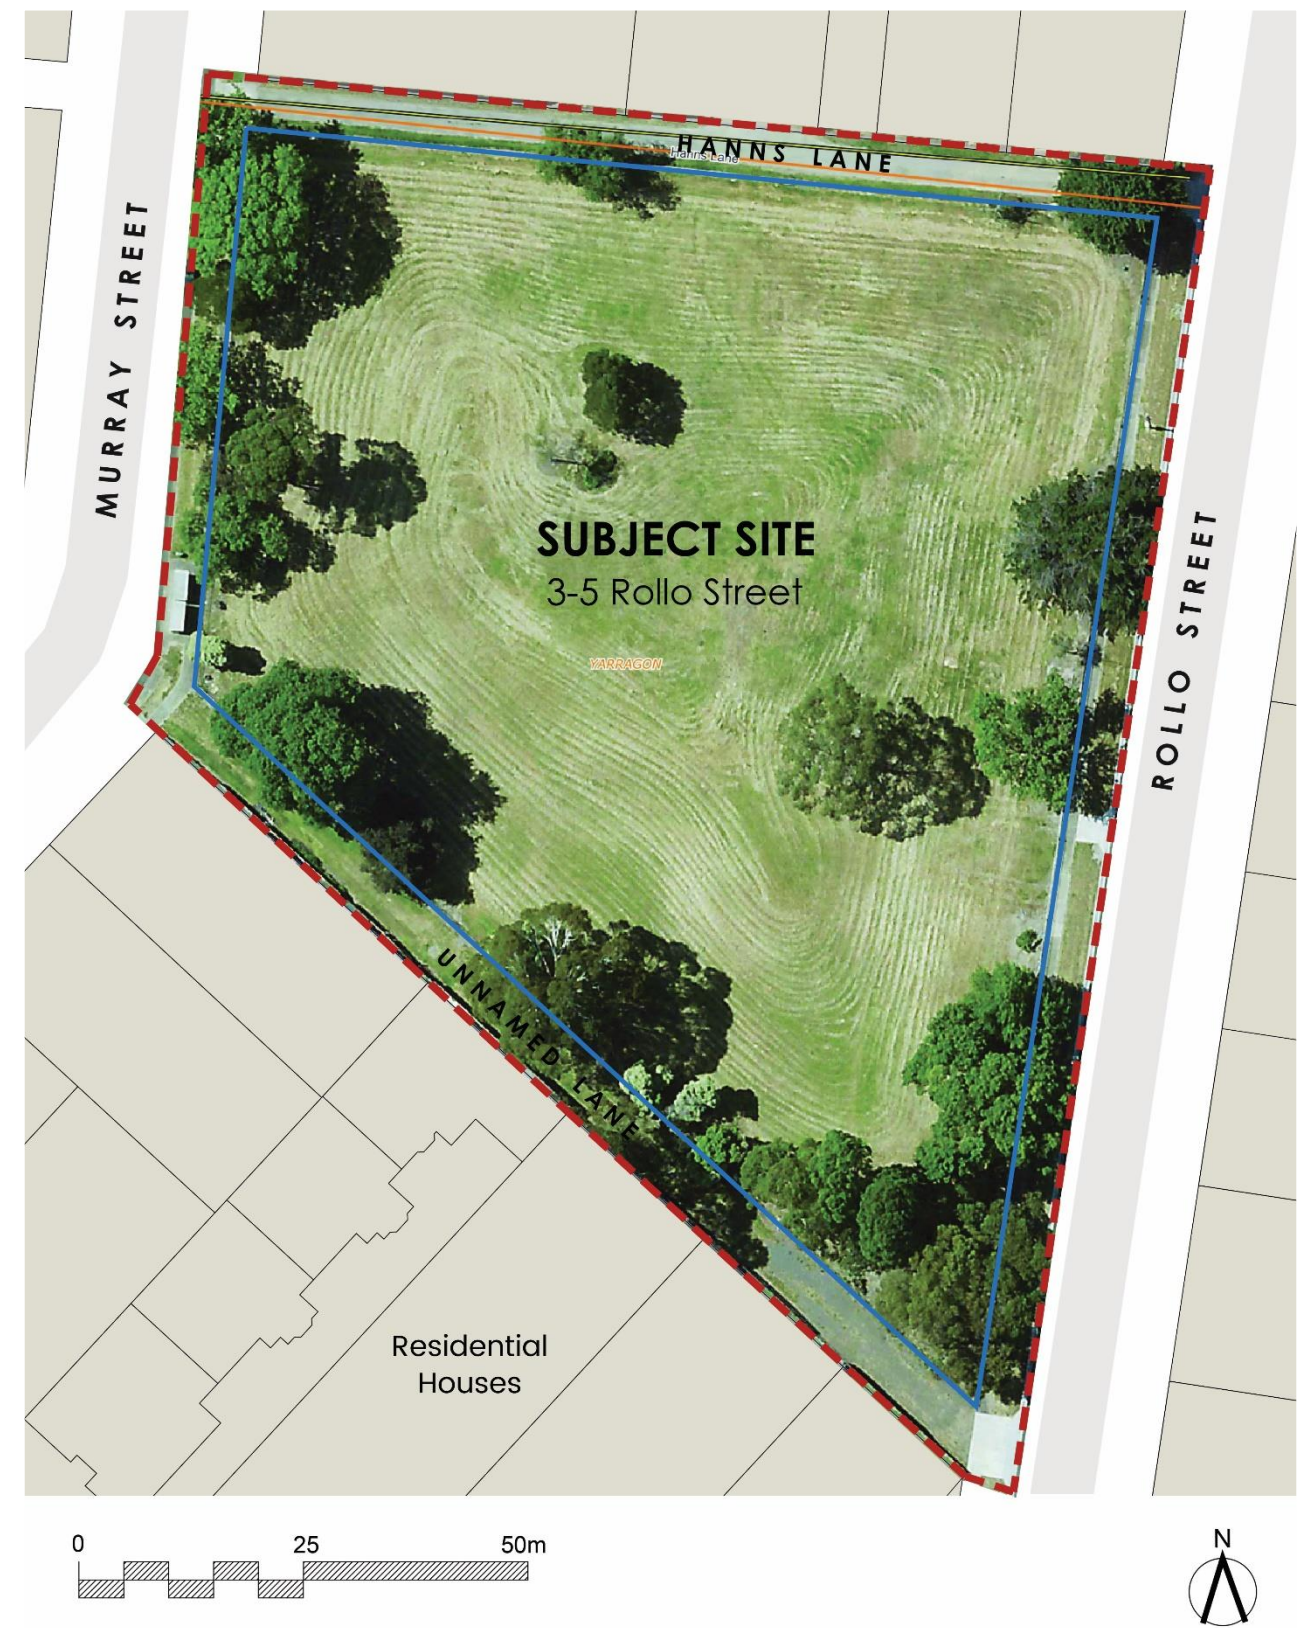 HANNS LANE
Hanns Lane
MURRAY STREET
SUBJECT SITE
3-5 Rollo Street
YARRAGON
ROLLO STREET
UNNAMED LANE
Residential
Houses
0 25 50m
N